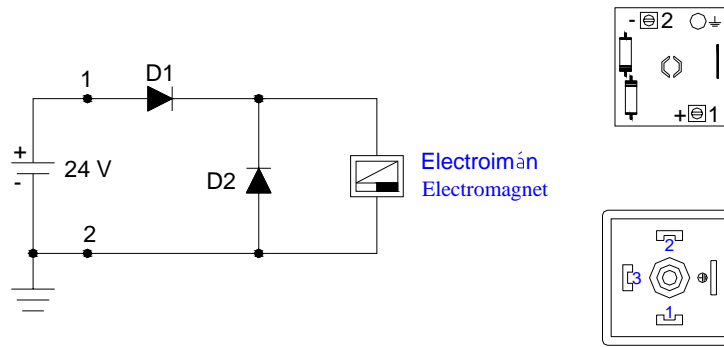 - 2
1
D1
+
-
24 V
D2
Electroimán
Electromagnet
+ 1
2
2
3
1